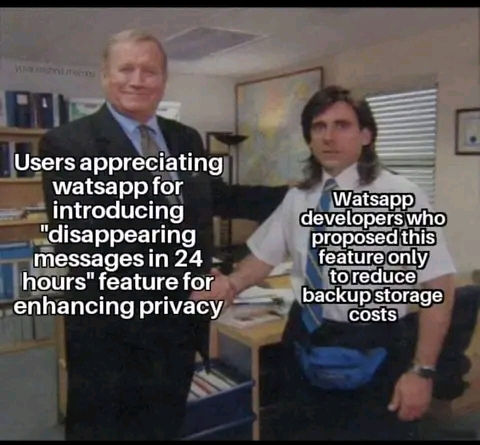 Users appreciating
watsapp for
introducing
"disappearing
messages in 24
hours" feature for
enhancing privacy
Watsapp
developers who
proposed this
feature only
to reduce
backup storage
costs